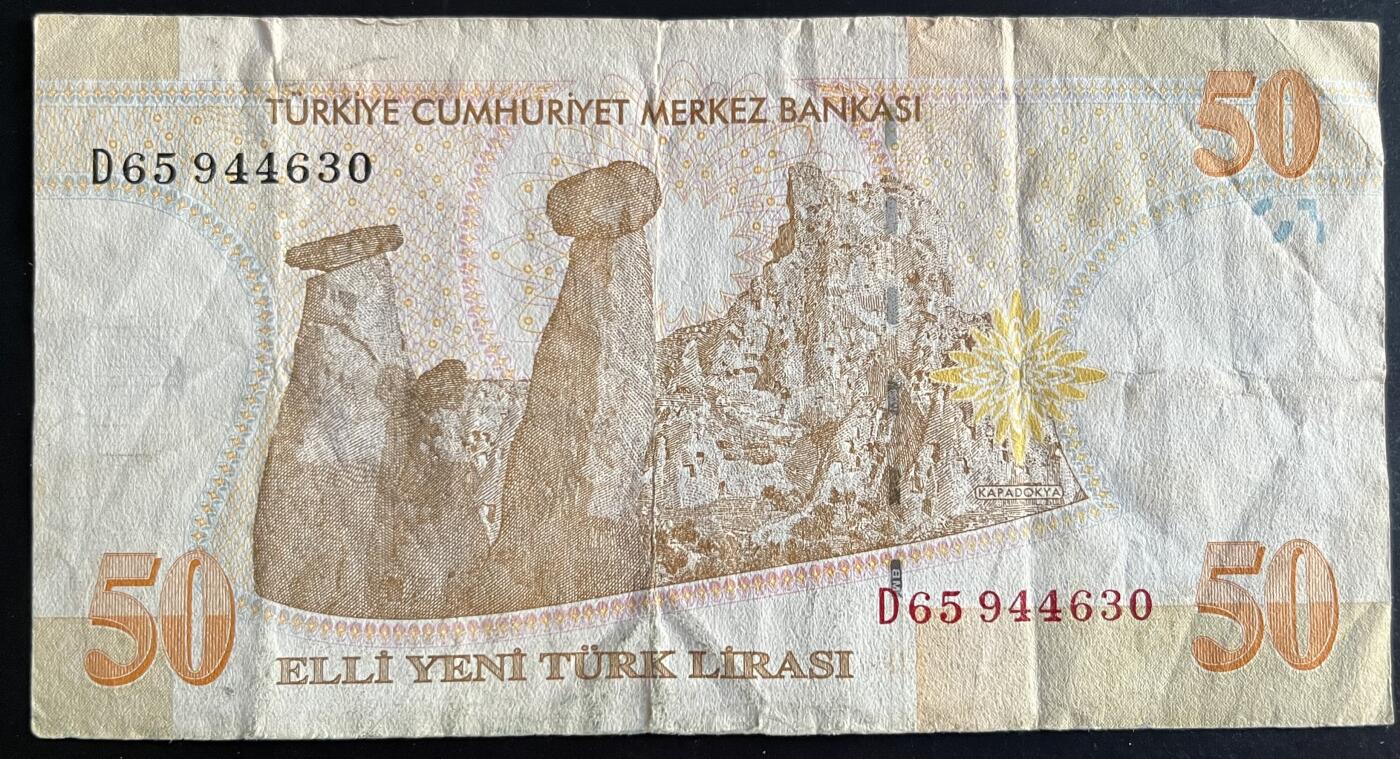 TÜRKİYE CUMHURİYET MERKEZ BANKASI
50
D65 944630
KAPADOKYA
D65 944630
50
50
ELLİ YENİ TÜRK LİRASI